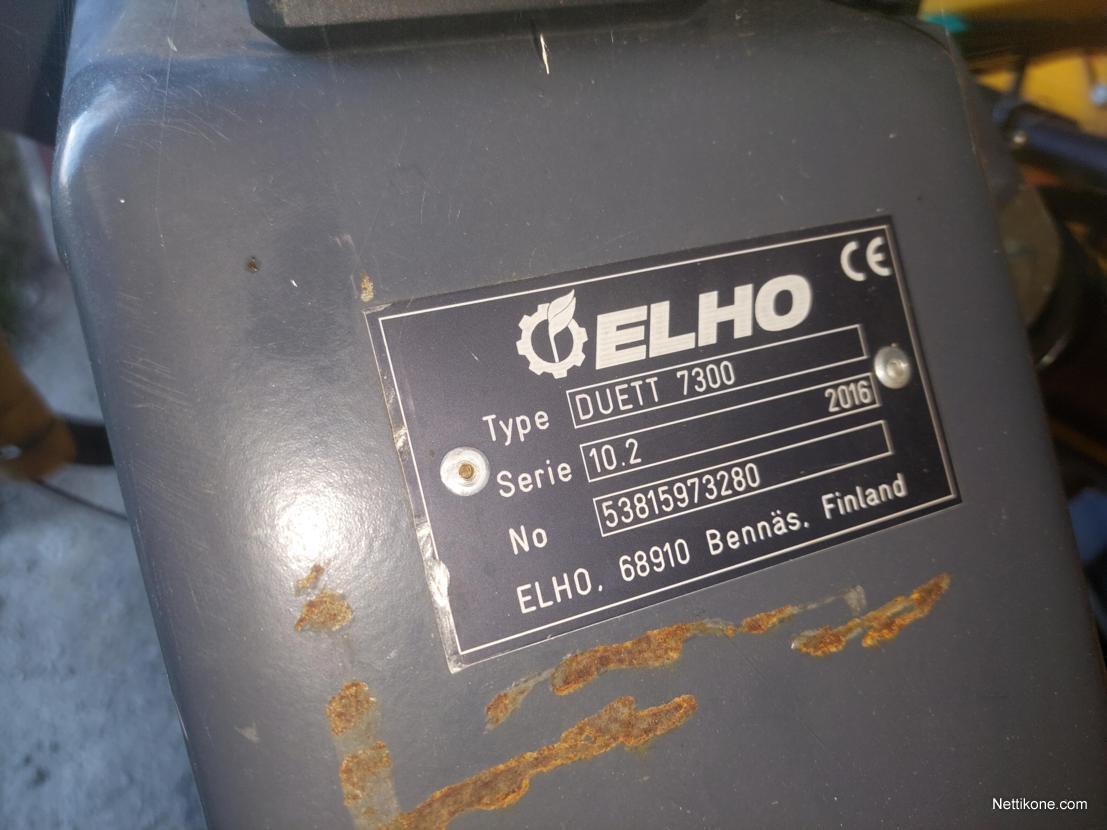 CE
ELHO
Type DUETT 7300
Serie 10.2 2016
No 53815973280
ELHO. 68910 Bennäs. Finland
Nettikone.com